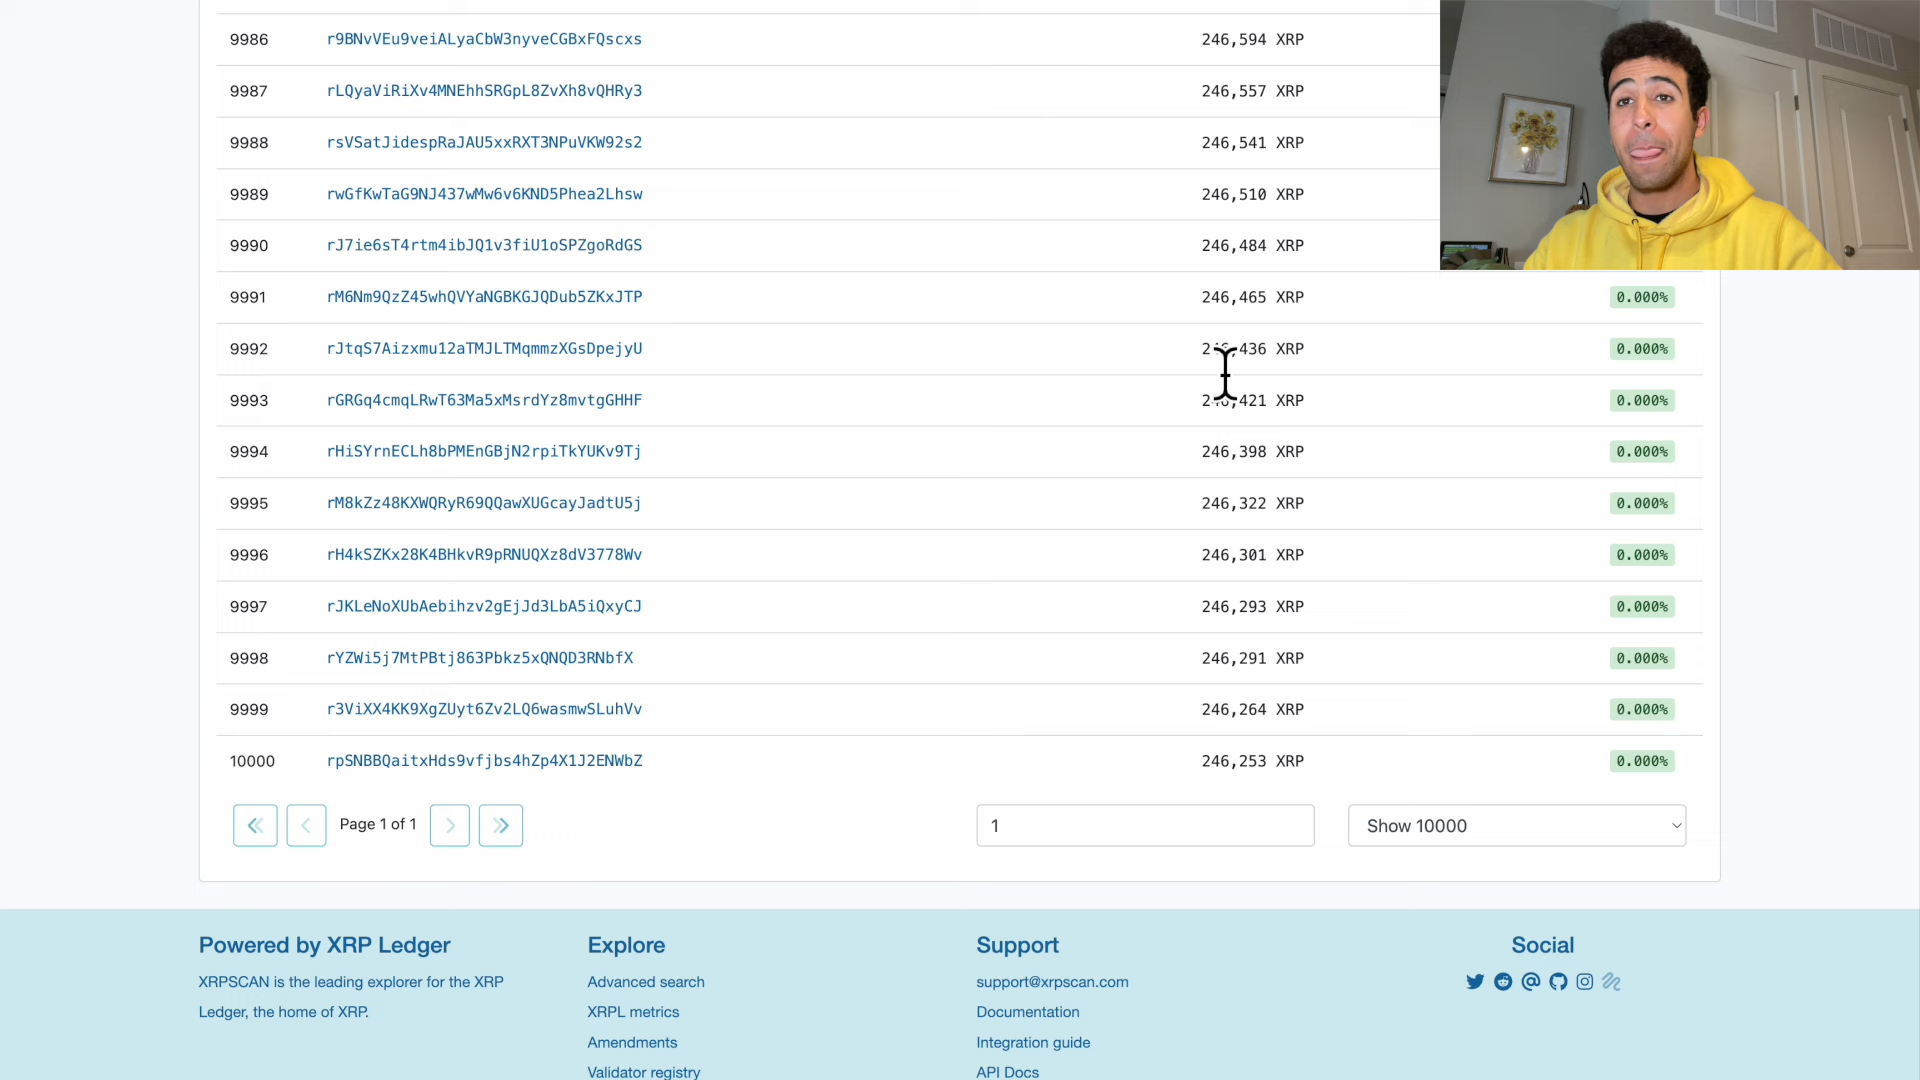 9986 r9BNvVEu9veiALyaCbW3nyveCGBxFQscxs 246,594 XRP
9987 rLQyaViRiXv4MNEhhSRGpL8ZvXh8vQHRy3 246,557 XRP
9988 rsVSatJidespRaJAU5xxRXT3NPuVKW92s2 246,541 XRP
9989 rwGfKwTaG9NJ437wMw6v6KND5Phea2Lhsw 246,510 XRP
9990 rJ7ie6sT4rtm4ibJQ1v3fiU1oSPZgoRdGS 246,484 XRP
9991 rM6Nm9QzZ45whQVYaNGBKGJQDub5ZKxJTP 246,465 XRP 0.000%
9992 rJtqS7Aizxmu12aTMJLTMqmmzXGsDpejyU XRP 0.000%
9993 rGRGq4cmqLRwT63Ma5xMsrdYz8mvtgGHHF XRP 0.000%
9994 rHiSYrnECLh8bPMEnGBjN2rpiTkYUKv9Tj 246,398 XRP 0.000%
9995 rM8kZz48KXWQRyR69QQawXUGcayJadtU5j 246,322 XRP 0.000%
9996 rH4kSZKx28K4BHkvR9pRNUQXz8dV3778Wv 246,301 XRP 0.000%
9997 rJKLeNoXUbAebihzv2gEjJd3LbA5iQxyCJ 246,293 XRP 0.000%
9998 rYZWi5j7MtPBtj863Pbkz5xQNQD3RNbfX 246,291 XRP 0.000%
9999 r3ViXX4KK9XgZUyt6Zv2LQ6wasmwSLuhVv 246,264 XRP 0.000%
10000 rpSNBBQaitxHds9vfjbs4hZp4X1J2ENWbZ 246,253 XRP 0.000%
Page 1 of 1 1 Show 10000
Powered by XRP Ledger
XRPSCAN is the leading explorer for the XRP
Ledger, the home of XRP.
Explore
Advanced search
XRPL metrics
Amendments
Validator registry
Support
support@xrpscan.com
Documentation
Integration guide
API Docs
Social